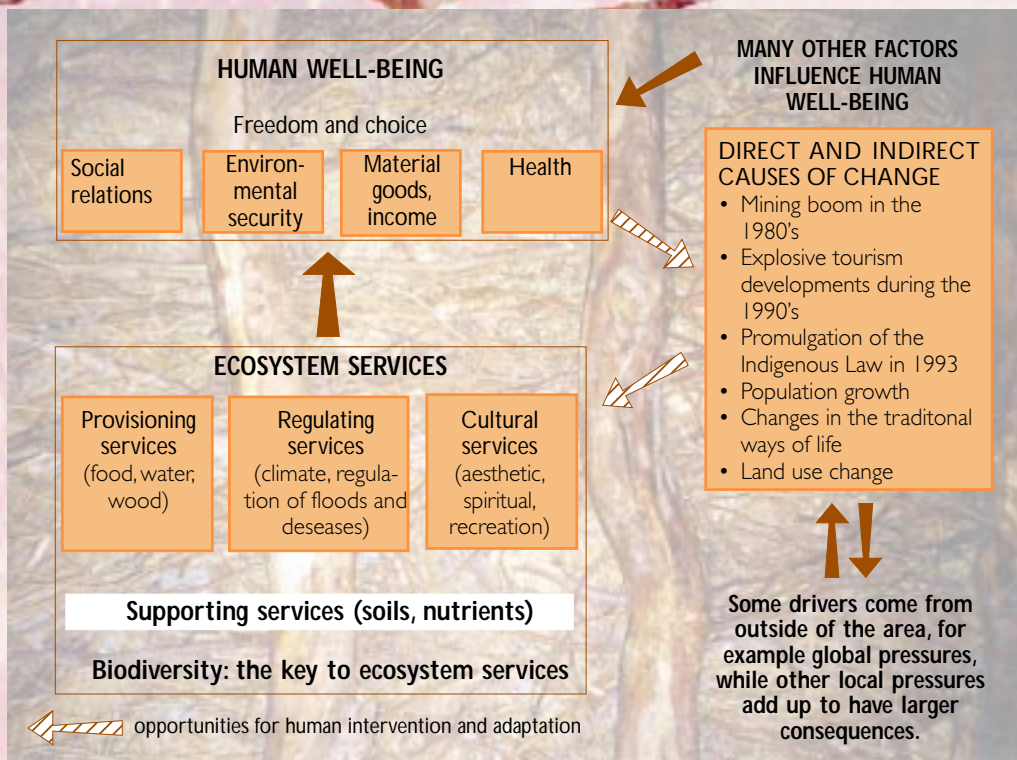 HUMAN WELL-BEING
Freedom and choice
Social
relations
Environ-
mental
security
Material
goods,
income
Health
MANY OTHER FACTORS
INFLUENCE HUMAN
WELL-BEING
DIRECT AND INDIRECT
CAUSES OF CHANGE
• Mining boom in the
1980's
• Explosive tourism
developments during the
1990's
• Promulgation of the
Indigenous Law in 1993
• Population growth
• Changes in the traditonal
ways of life
• Land use change
ECOSYSTEM SERVICES
Provisioning
services
(food, water,
wood)
Regulating
services
(climate, regula-
tion of floods and
deseases)
Cultural
services
(aesthetic,
spiritual,
recreation)
Supporting services (soils, nutrients)
Biodiversity: the key to ecosystem services
Some drivers come from
outside of the area, for
example global pressures,
while other local pressures
add up to have larger
consequences.
opportunities for human intervention and adaptation